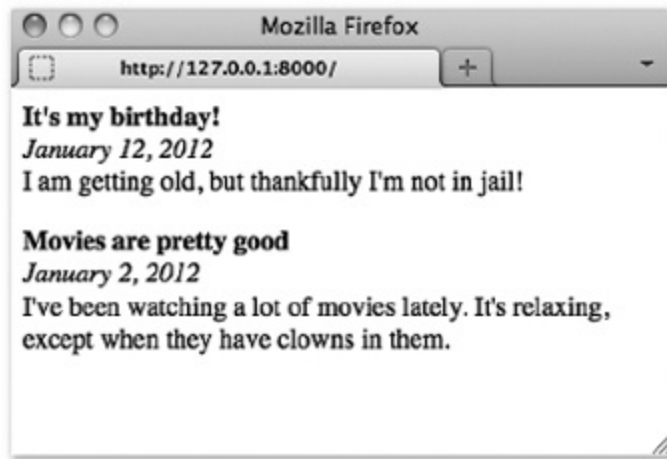 Mozilla Firefox
http://127.0.0.1:8000/
It's my birthday!
January 12, 2012
I am getting old, but thankfully I'm not in jail!
Movies are pretty good
January 2, 2012
I've been watching a lot of movies lately. It's relaxing,
except when they have clowns in them.